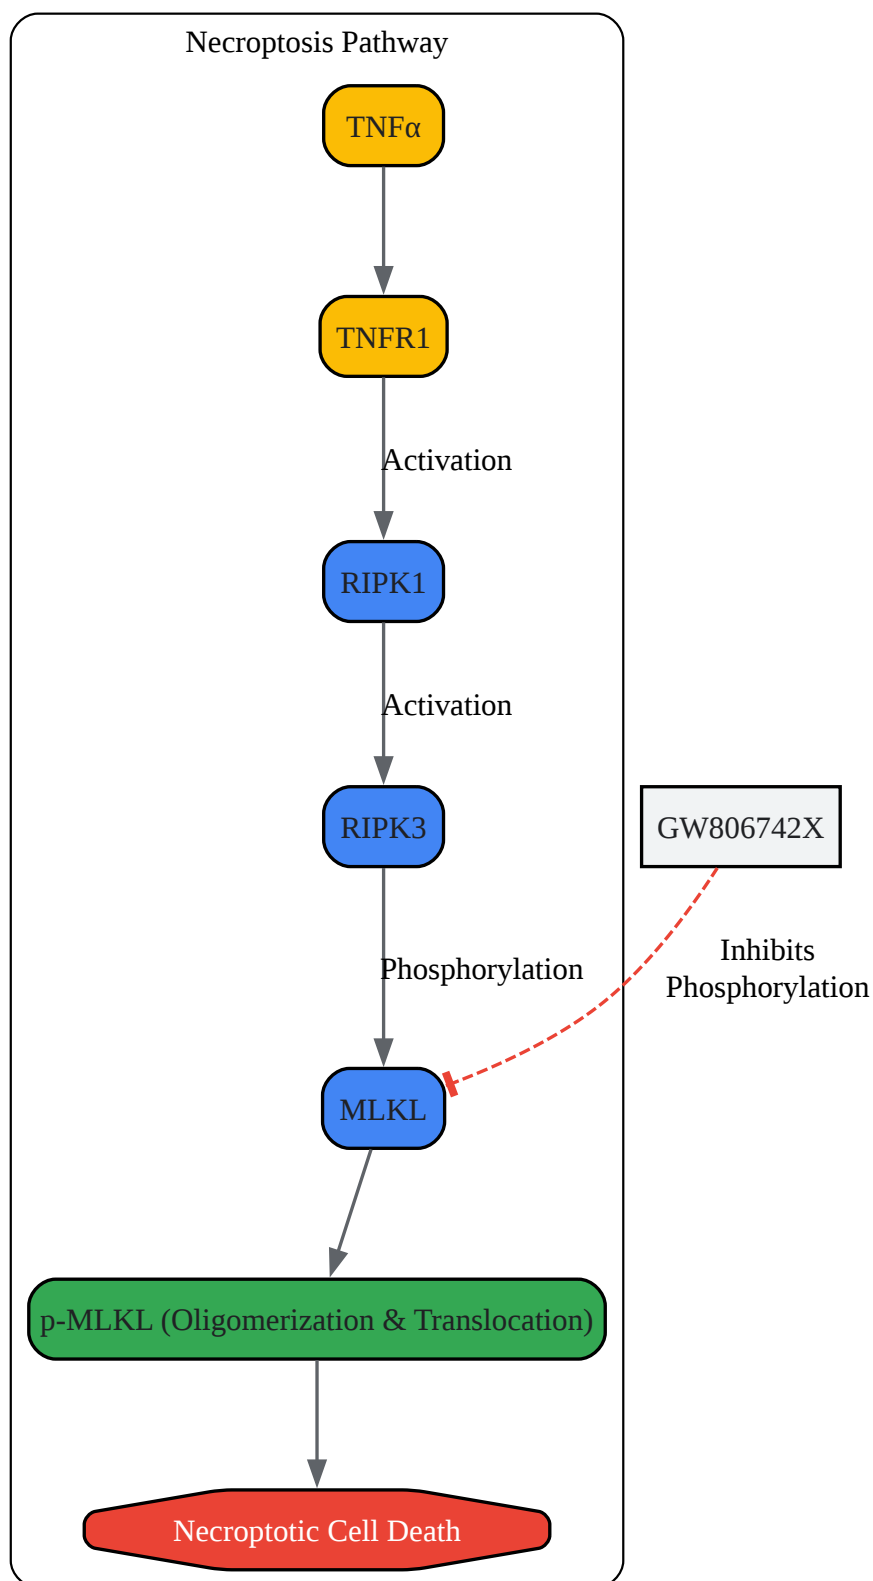 Necroptosis Pathway
TNFα
TNFR1
Activation
RIPK1
Activation
RIPK3
GW806742X
Inhibits
Phosphorylation
Phosphorylation
MLKL
p-MLKL (Oligomerization & Translocation)
Necroptotic Cell Death